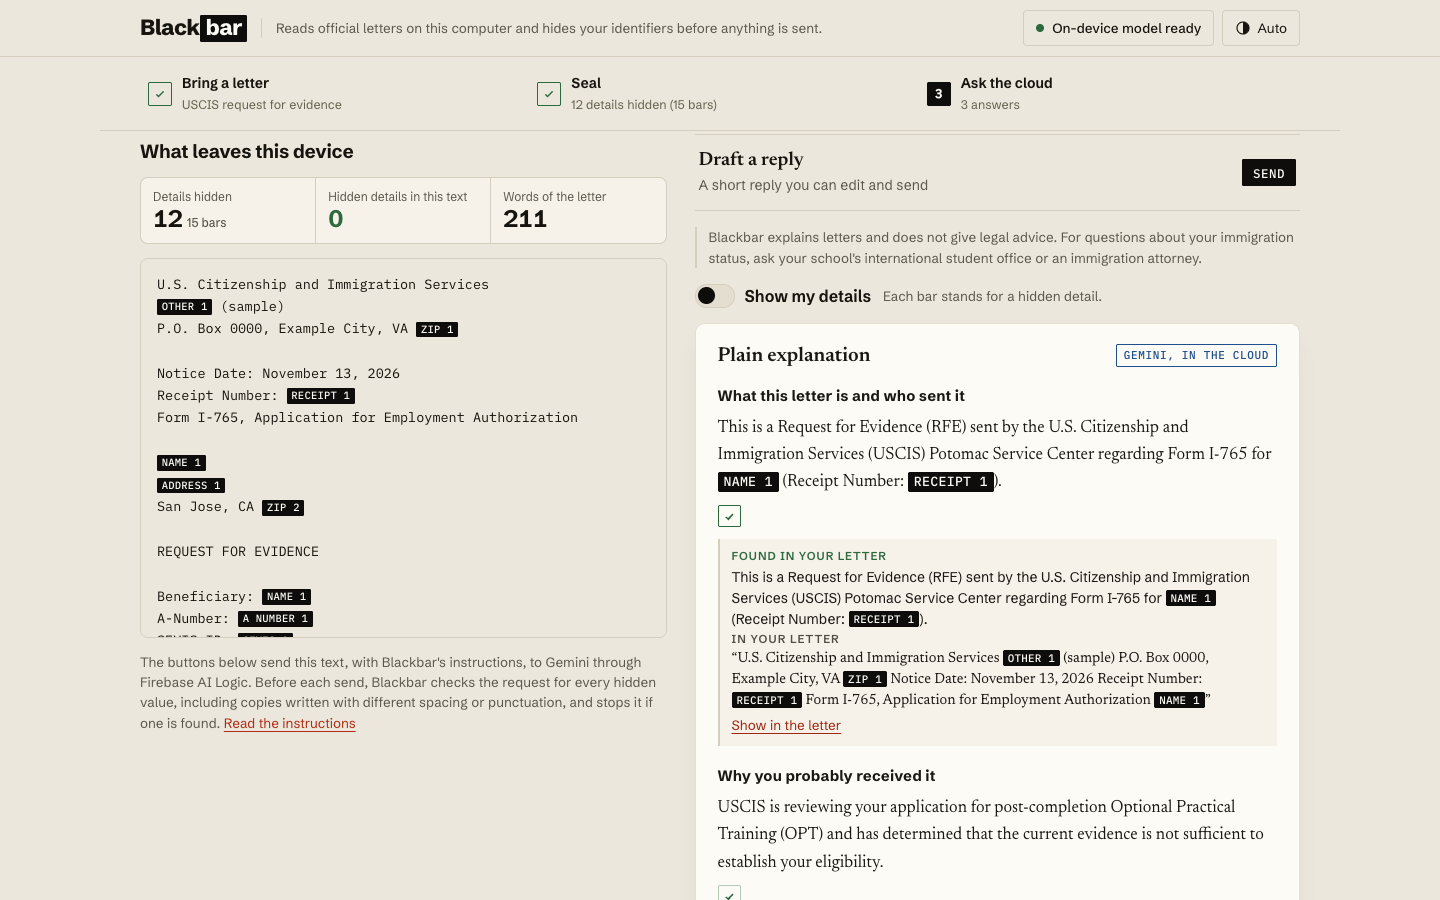 Blackbar
Reads official letters on this computer and hides your identifiers before anything is sent.
On-device model ready
Auto
Bring a letter
USCIS request for evidence
Seal
12 details hidden (15 bars)
3
Ask the cloud
3 answers
What leaves this device
Details hidden
12 15 bars
Hidden details in this text
0
Words of the letter
211
U.S. Citizenship and Immigration Services
OTHER 1 (sample)
P.O. Box 0000, Example City, VA ZIP 1
Notice Date: November 13, 2026
Receipt Number: RECEIPT 1
Form I-765, Application for Employment Authorization
NAME 1
ADDRESS 1
San Jose, CA ZIP 2
REQUEST FOR EVIDENCE
Beneficiary: NAME 1
A-Number: A NUMBER 1
The buttons below send this text, with Blackbar's instructions, to Gemini through
Firebase AI Logic. Before each send, Blackbar checks the request for every hidden
value, including copies written with different spacing or punctuation, and stops it if
one is found. Read the instructions
Draft a reply
A short reply you can edit and send
SEND
Blackbar explains letters and does not give legal advice. For questions about your immigration
status, ask your school's international student office or an immigration attorney.
Show my details Each bar stands for a hidden detail.
Plain explanation
GEMINI, IN THE CLOUD
What this letter is and who sent it
This is a Request for Evidence (RFE) sent by the U.S. Citizenship and
Immigration Services (USCIS) Potomac Service Center regarding Form I-765 for
NAME 1 (Receipt Number: RECEIPT 1).
FOUND IN YOUR LETTER
This is a Request for Evidence (RFE) sent by the U.S. Citizenship and Immigration
Services (USCIS) Potomac Service Center regarding Form I-765 for NAME 1
(Receipt Number: RECEIPT 1).
IN YOUR LETTER
“U.S. Citizenship and Immigration Services OTHER 1 (sample) P.O. Box 0000,
Example City, VA ZIP 1 Notice Date: November 13, 2026 Receipt Number:
RECEIPT 1 Form I-765, Application for Employment Authorization NAME 1”
Show in the letter
Why you probably received it
USCIS is reviewing your application for post-completion Optional Practical
Training (OPT) and has determined that the current evidence is not sufficient to
establish your eligibility.